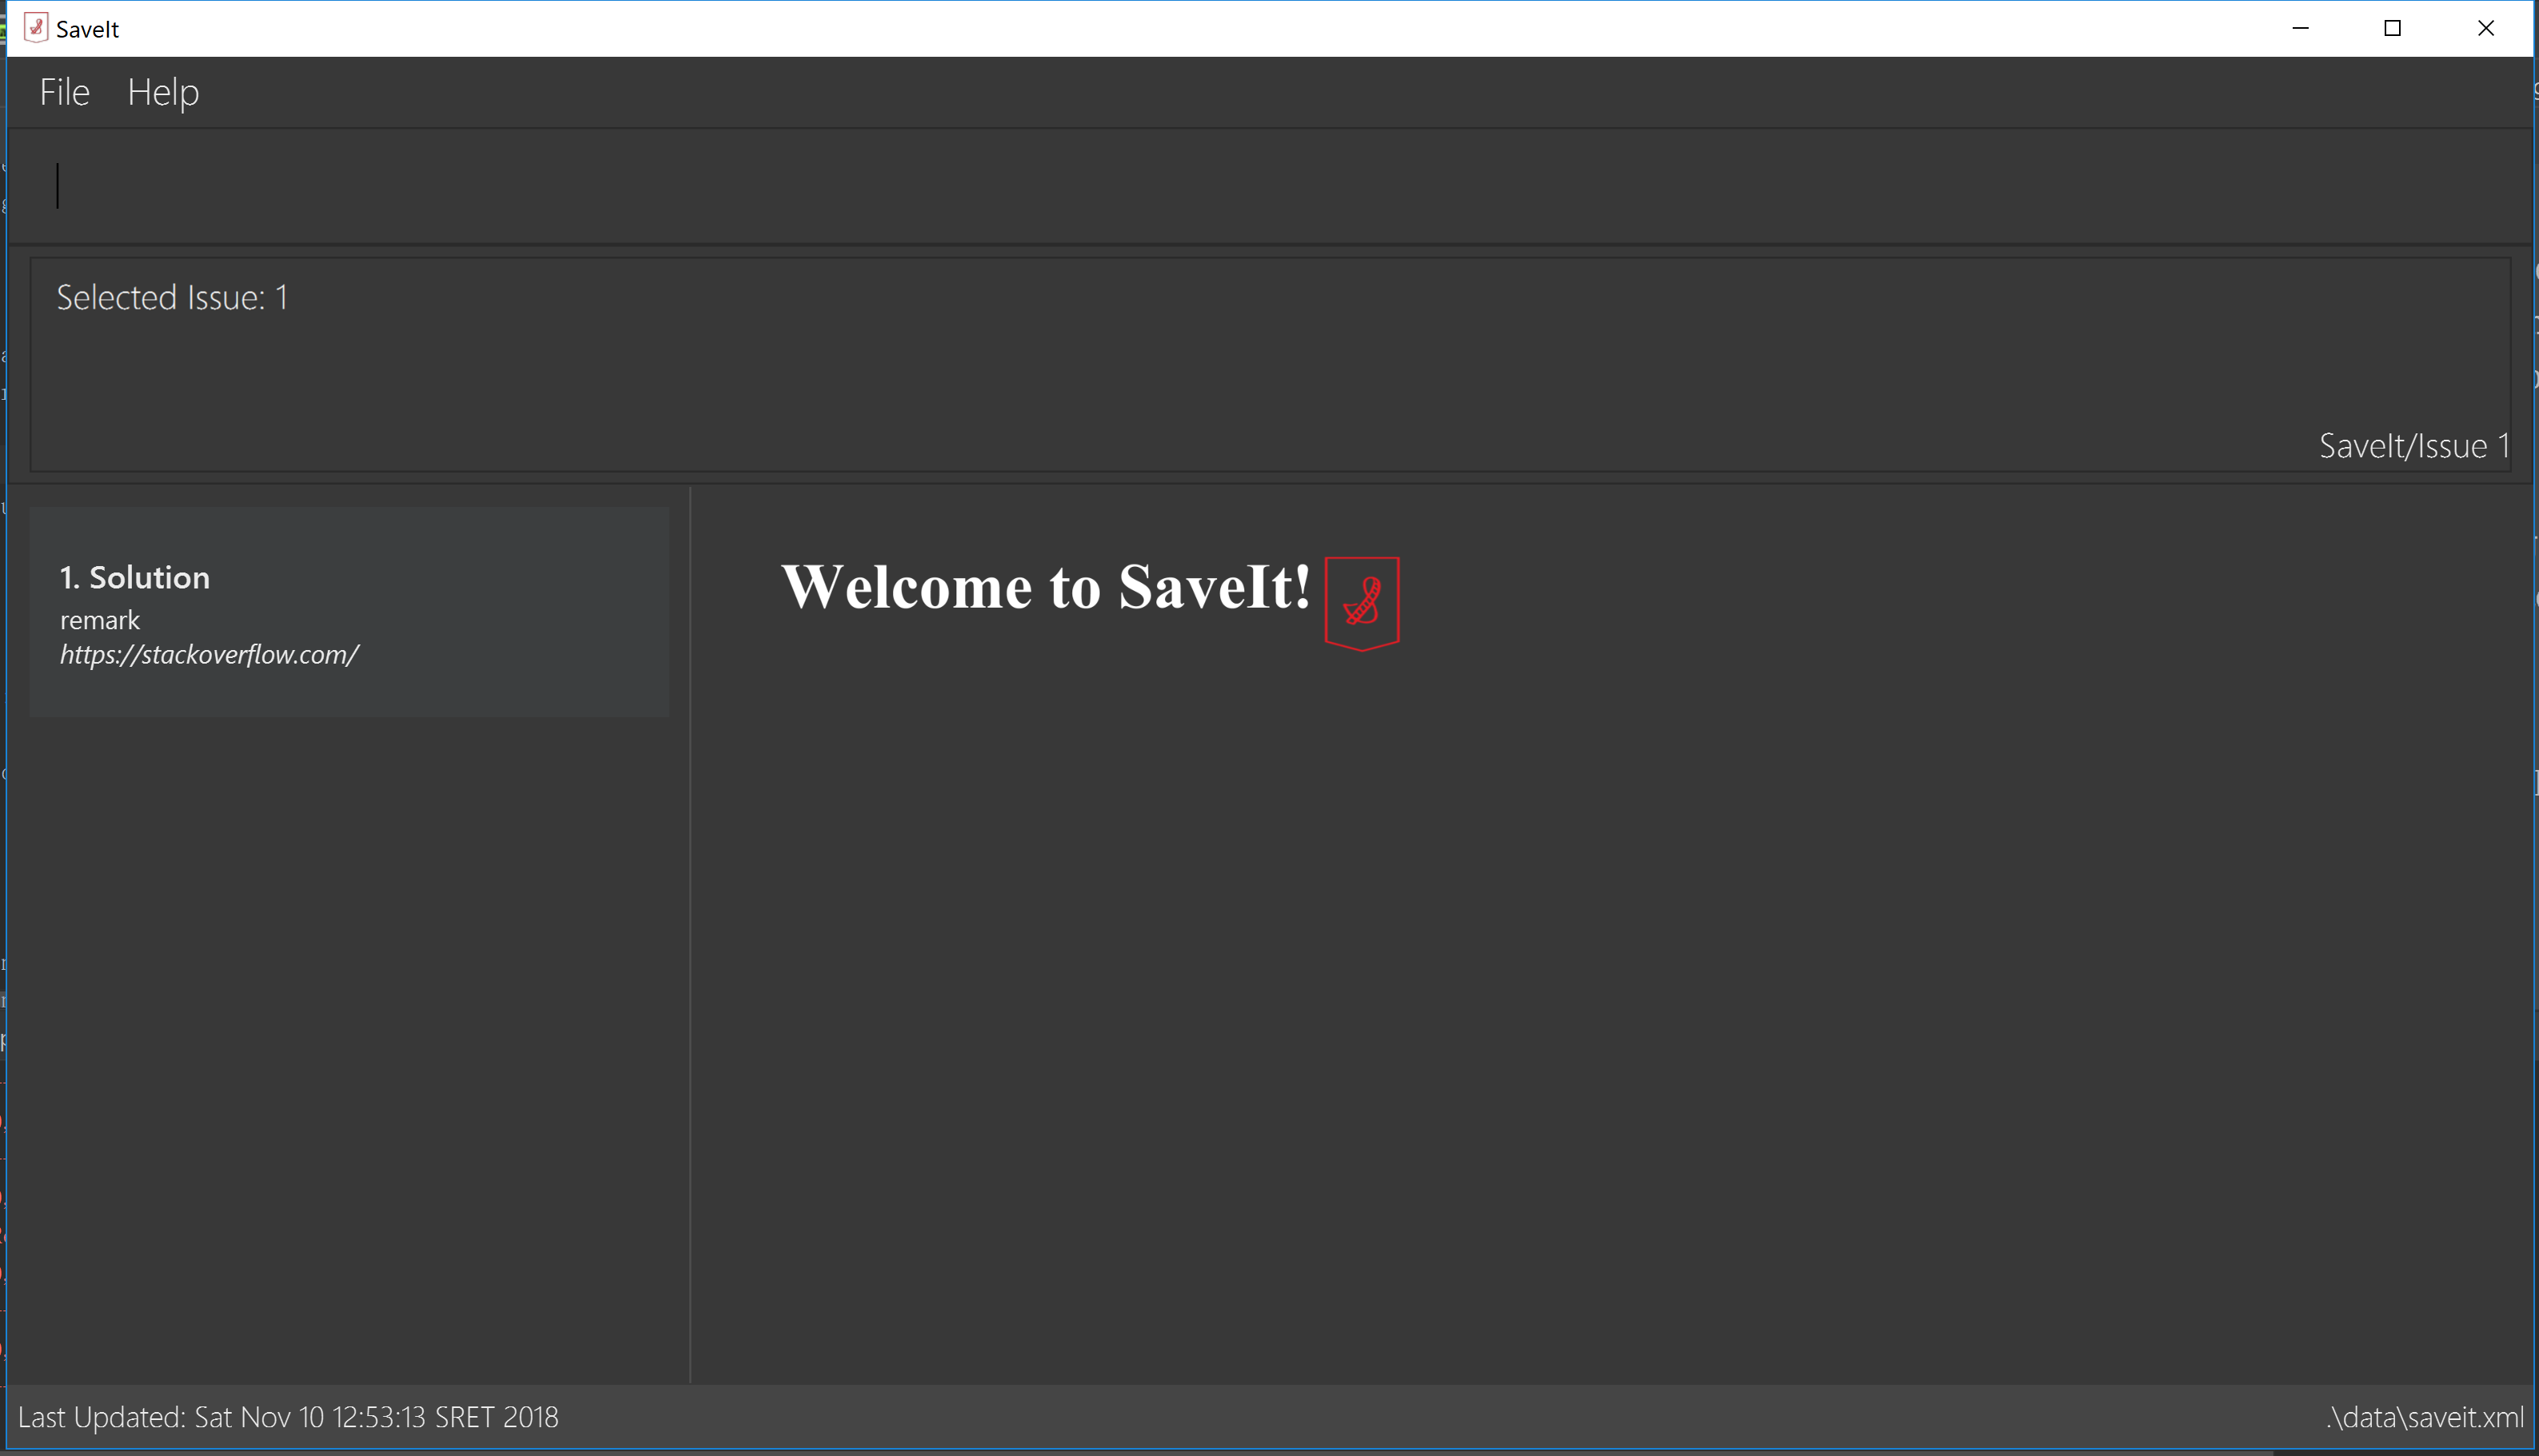 SaveIt
File Help
Selected Issue: 1
SaveIt/Issue 1
1. Solution
remark
https://stackoverflow.com/
Welcome to SaveIt!
Last Updated: Sat Nov 10 12:53:13 SRET 2018
.\data\saveit.xml